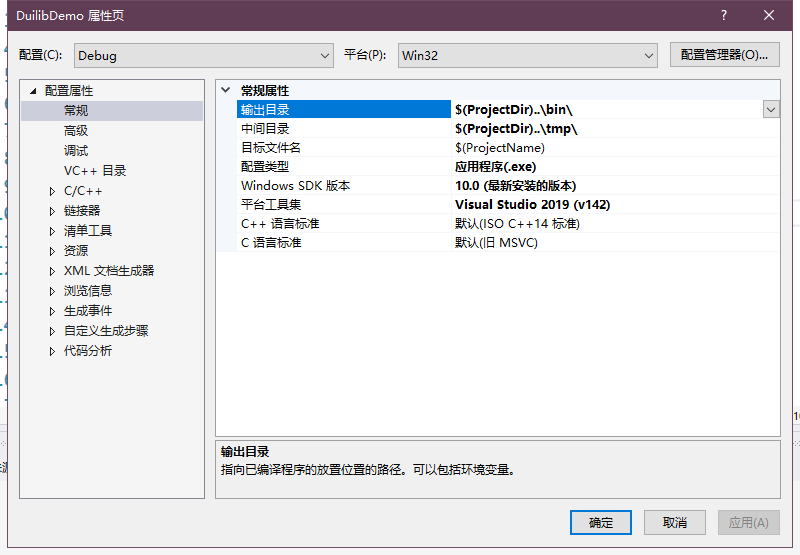 DuilibDemo 属性页
配置(C): Debug 平台(P): Win32 配置管理器(O)...
配置属性
常规
高级
调试
VC++ 目录
C/C++
链接器
清单工具
资源
XML 文档生成器
浏览信息
生成事件
自定义生成步骤
代码分析
常规属性
输出目录 $(ProjectDir)..\bin\
中间目录 $(ProjectDir)..\tmp\
目标文件名 $(ProjectName)
配置类型 应用程序(.exe)
Windows SDK 版本 10.0 (最新安装的版本)
平台工具集 Visual Studio 2019 (v142)
C++ 语言标准 默认(ISO C++14 标准)
C 语言标准 默认(旧 MSVC)
输出目录
指向已编译程序的放置位置的路径。可以包括环境变量。
确定 取消 应用(A)